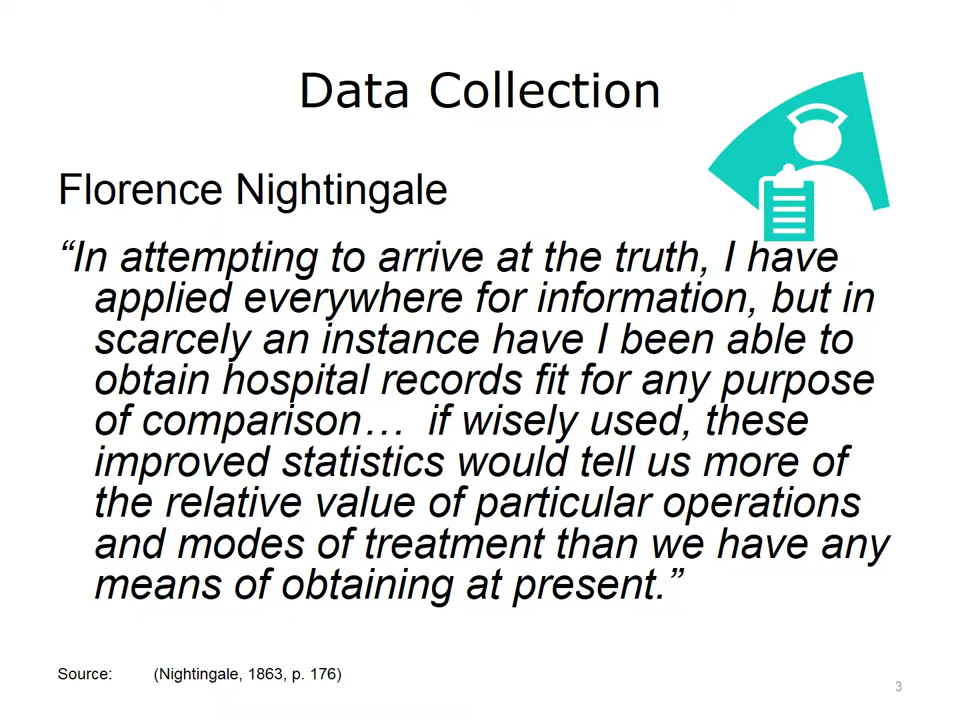 Data Collection
Florence Nightingale
“In attempting to arrive at the truth, I have
applied everywhere for information, but in
scarcely an instance have I been able to
obtain hospital records fit for any purpose
of comparison… if wisely used, these
improved statistics would tell us more of
the relative value of particular operations
and modes of treatment than we have any
means of obtaining at present.”
Source: (Nightingale, 1863, p. 176)
3